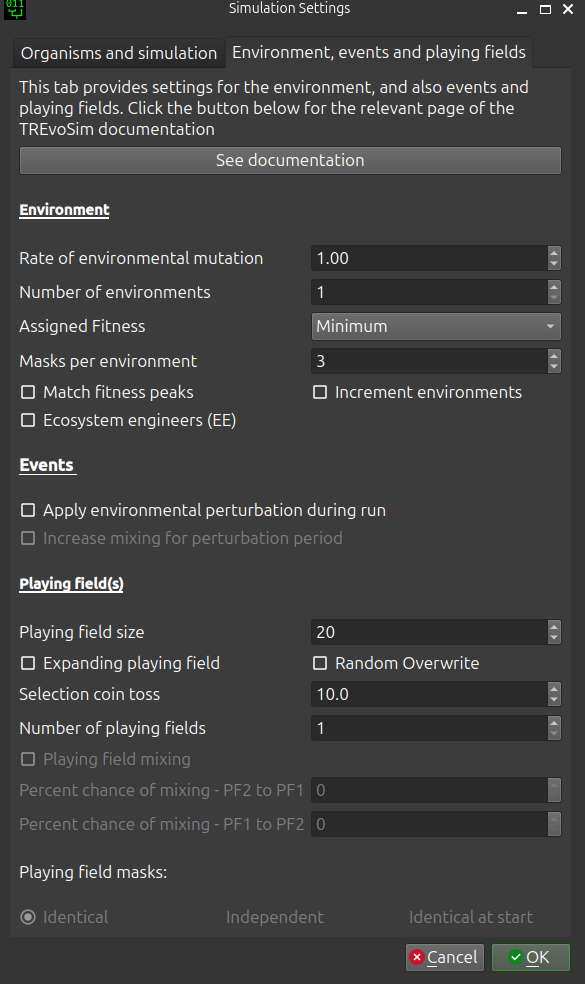 011
Simulation Settings
Organisms and simulation
Environment, events and playing fields
This tab provides settings for the environment, and also events and
playing fields. Click the button below for the relevant page of the
TREvoSim documentation
See documentation
Environment
Rate of environmental mutation 1.00
Number of environments 1
Assigned Fitness Minimum
Masks per environment 3
Match fitness peaks Increment environments
Ecosystem engineers (EE)
Events
Apply environmental perturbation during run
Increase mixing for perturbation period
Playing field(s)
Playing field size 20
Expanding playing field Random Overwrite
Selection coin toss 10.0
Number of playing fields 1
Playing field mixing
Percent chance of mixing - PF2 to PF1 0
Percent chance of mixing - PF1 to PF2 0
Playing field masks:
Identical Independent Identical at start
Cancel OK